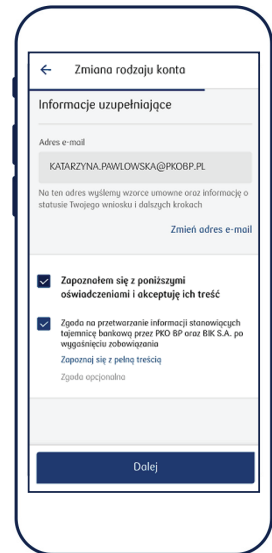 Zmiana rodzaju konta
Informacje uzupełniające
Adres e-mail
KATARZYNA.PAWLOWSKA@PKOBP.PL
Na ten adres wyślemy wzorce umowne oraz informację o
statusie Twojego wniosku i dalszych krokach
Zmień adres e-mail
Zapoznałem się z poniższymi
oświadczeniami i akceptuję ich treść
Zgoda na przetwarzanie informacji stanowiących
tajemnicę bankową przez PKO BP oraz BIK S.A. po
wygaśnięciu zobowiązania
Zapoznaj się z pełną treścią
Zgoda opcjonalna
Dalej